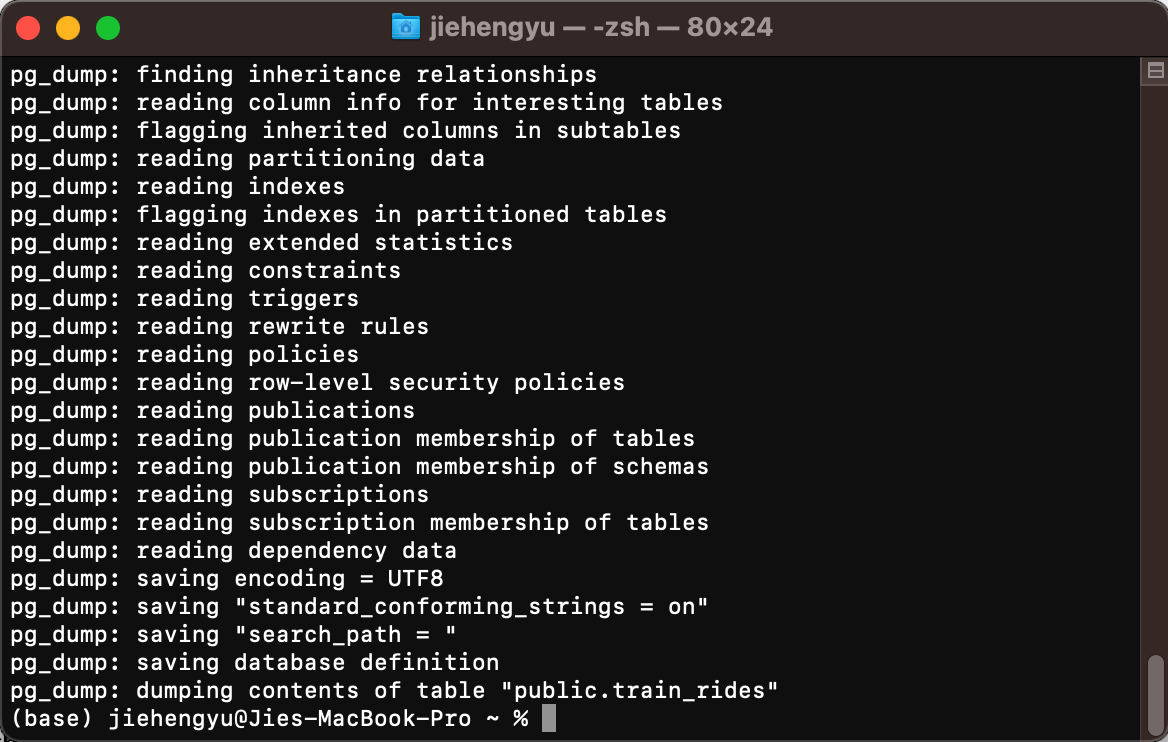 jiehengyu — -zsh — 80×24
pg_dump: finding inheritance relationships
pg_dump: reading column info for interesting tables
pg_dump: flagging inherited columns in subtables
pg_dump: reading partitioning data
pg_dump: reading indexes
pg_dump: flagging indexes in partitioned tables
pg_dump: reading extended statistics
pg_dump: reading constraints
pg_dump: reading triggers
pg_dump: reading rewrite rules
pg_dump: reading policies
pg_dump: reading row-level security policies
pg_dump: reading publications
pg_dump: reading publication membership of tables
pg_dump: reading publication membership of schemas
pg_dump: reading subscriptions
pg_dump: reading subscription membership of tables
pg_dump: reading dependency data
pg_dump: saving encoding = UTF8
pg_dump: saving "standard_conforming_strings = on"
pg_dump: saving "search_path = "
pg_dump: saving database definition
pg_dump: dumping contents of table "public.train_rides"
(base) jiehengyu@Jies-MacBook-Pro ~ %